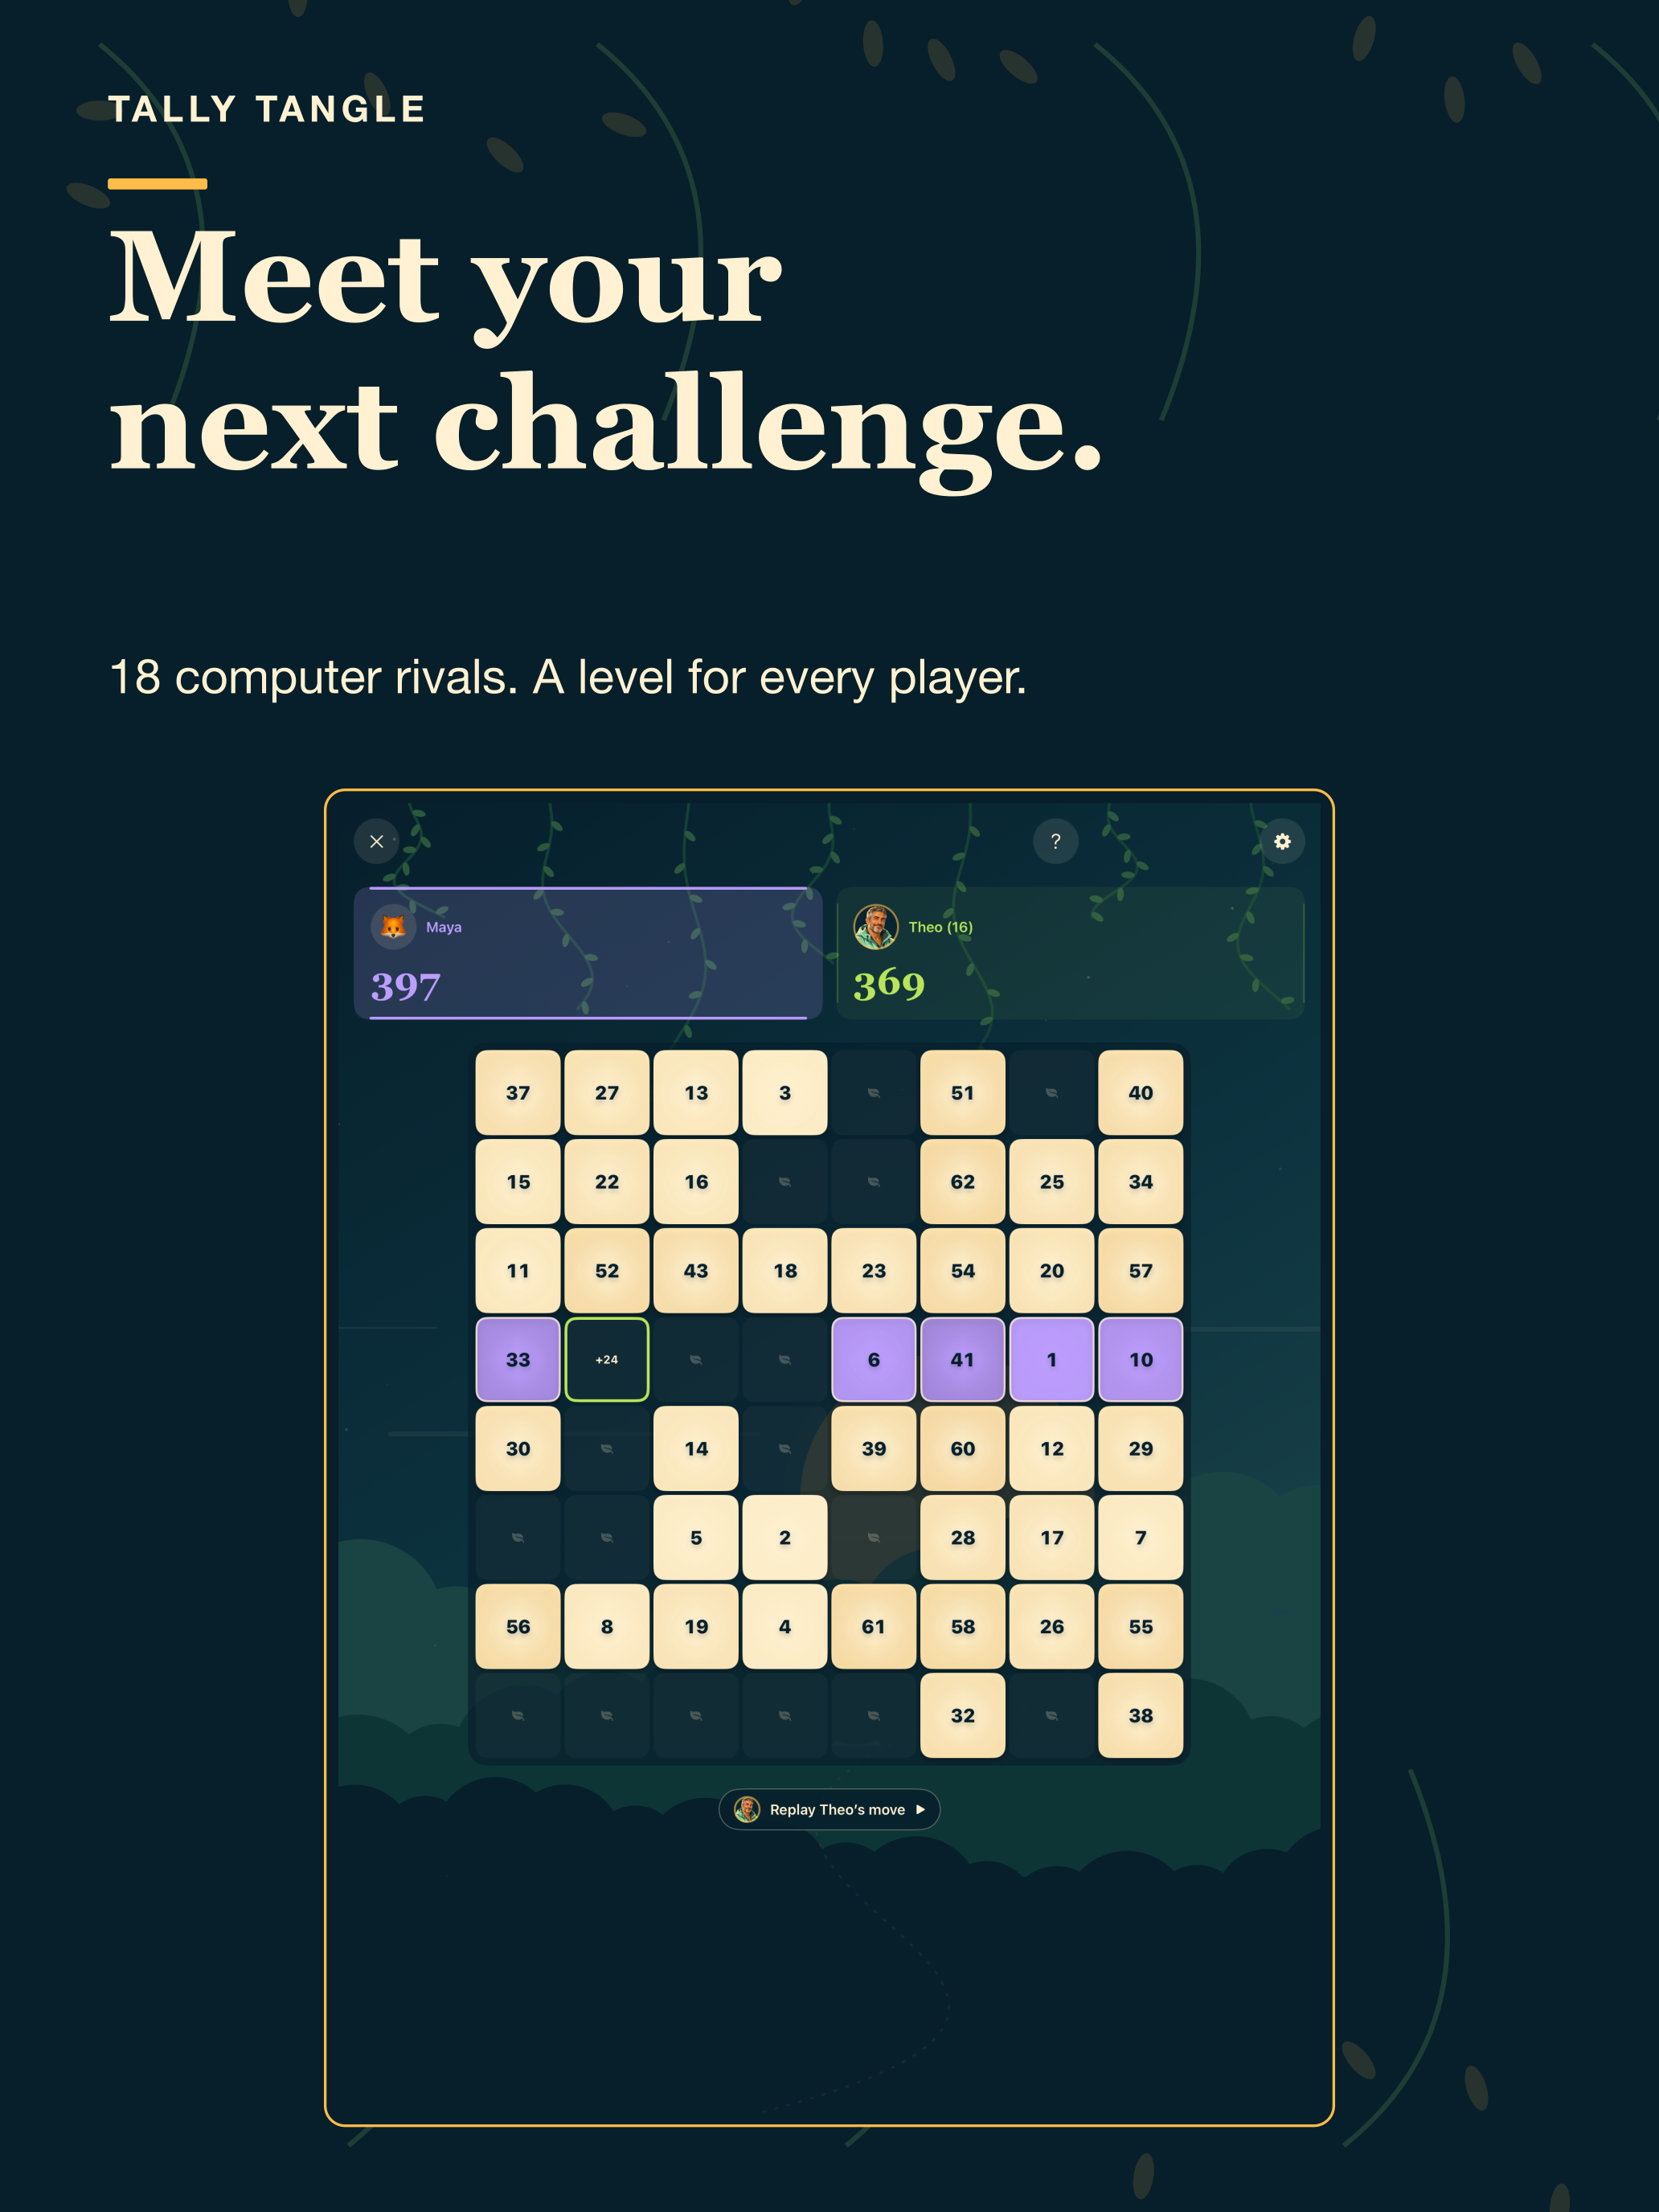 TALLY TANGLE
Meet your
next challenge.
18 computer rivals. A level for every player.
?
Maya
Theo (16)
397
369
37 27 13 3 51 40
15 22 16 62 25 34
11 52 43 18 23 54 20 57
33 +24 6 41 1 10
30 14 39 60 12 29
5 2 28 17 7
56 8 19 4 61 58 26 55
32 38
Replay Theo's move